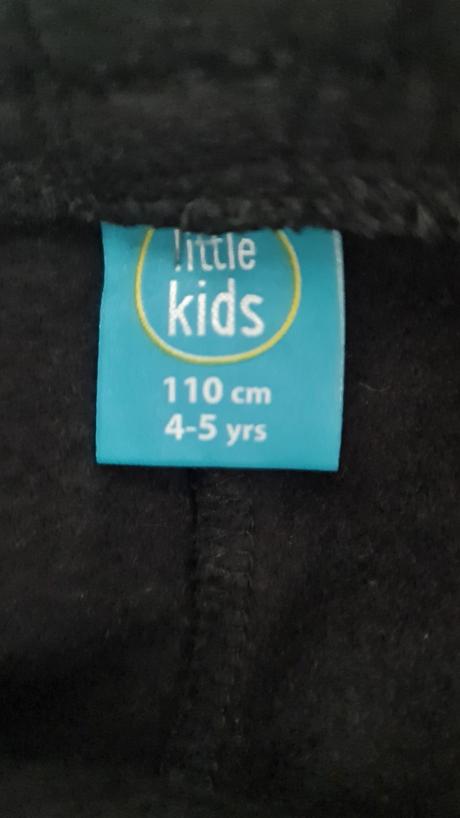 little
kids
110 cm
4-5 yrs